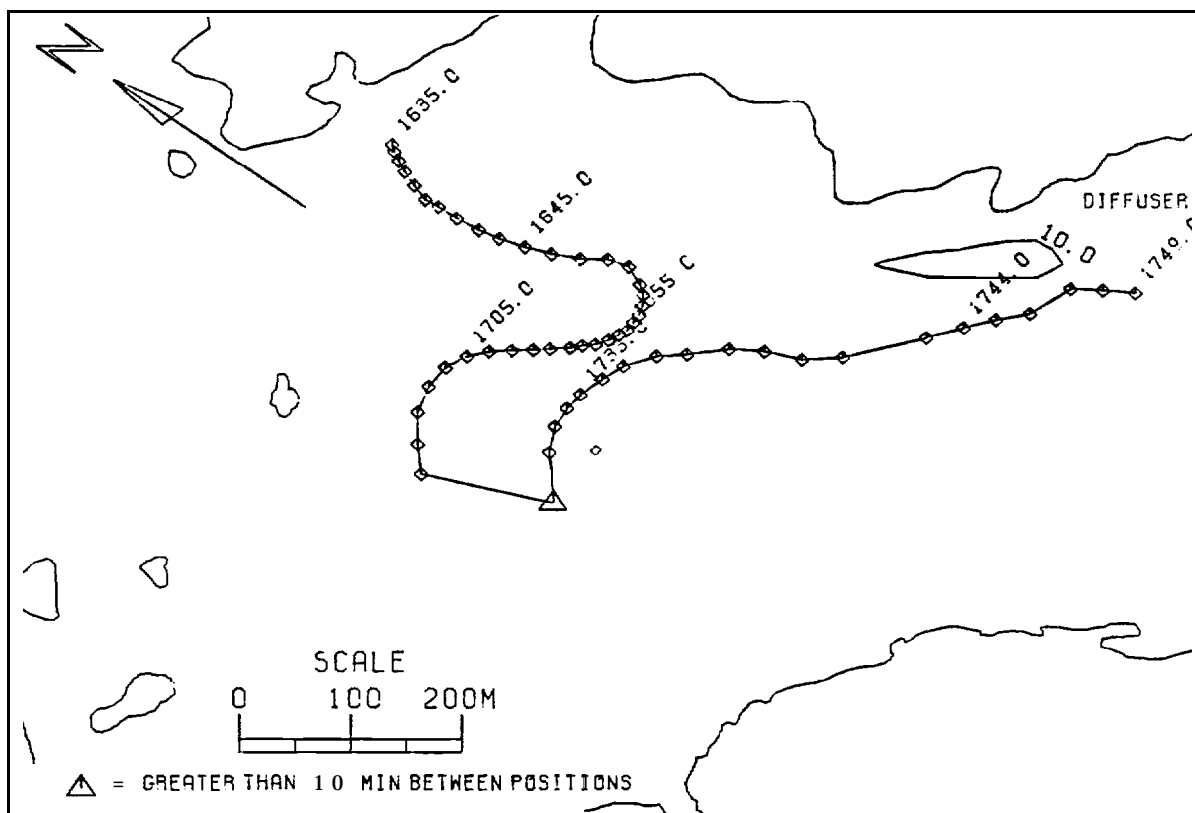 N
1635.0
1645.0
DIFFUSER
10.0
1744.0
1705.0
SCALE
0 100 200M
= GREATER THAN 10 MIN BETWEEN POSITIONS